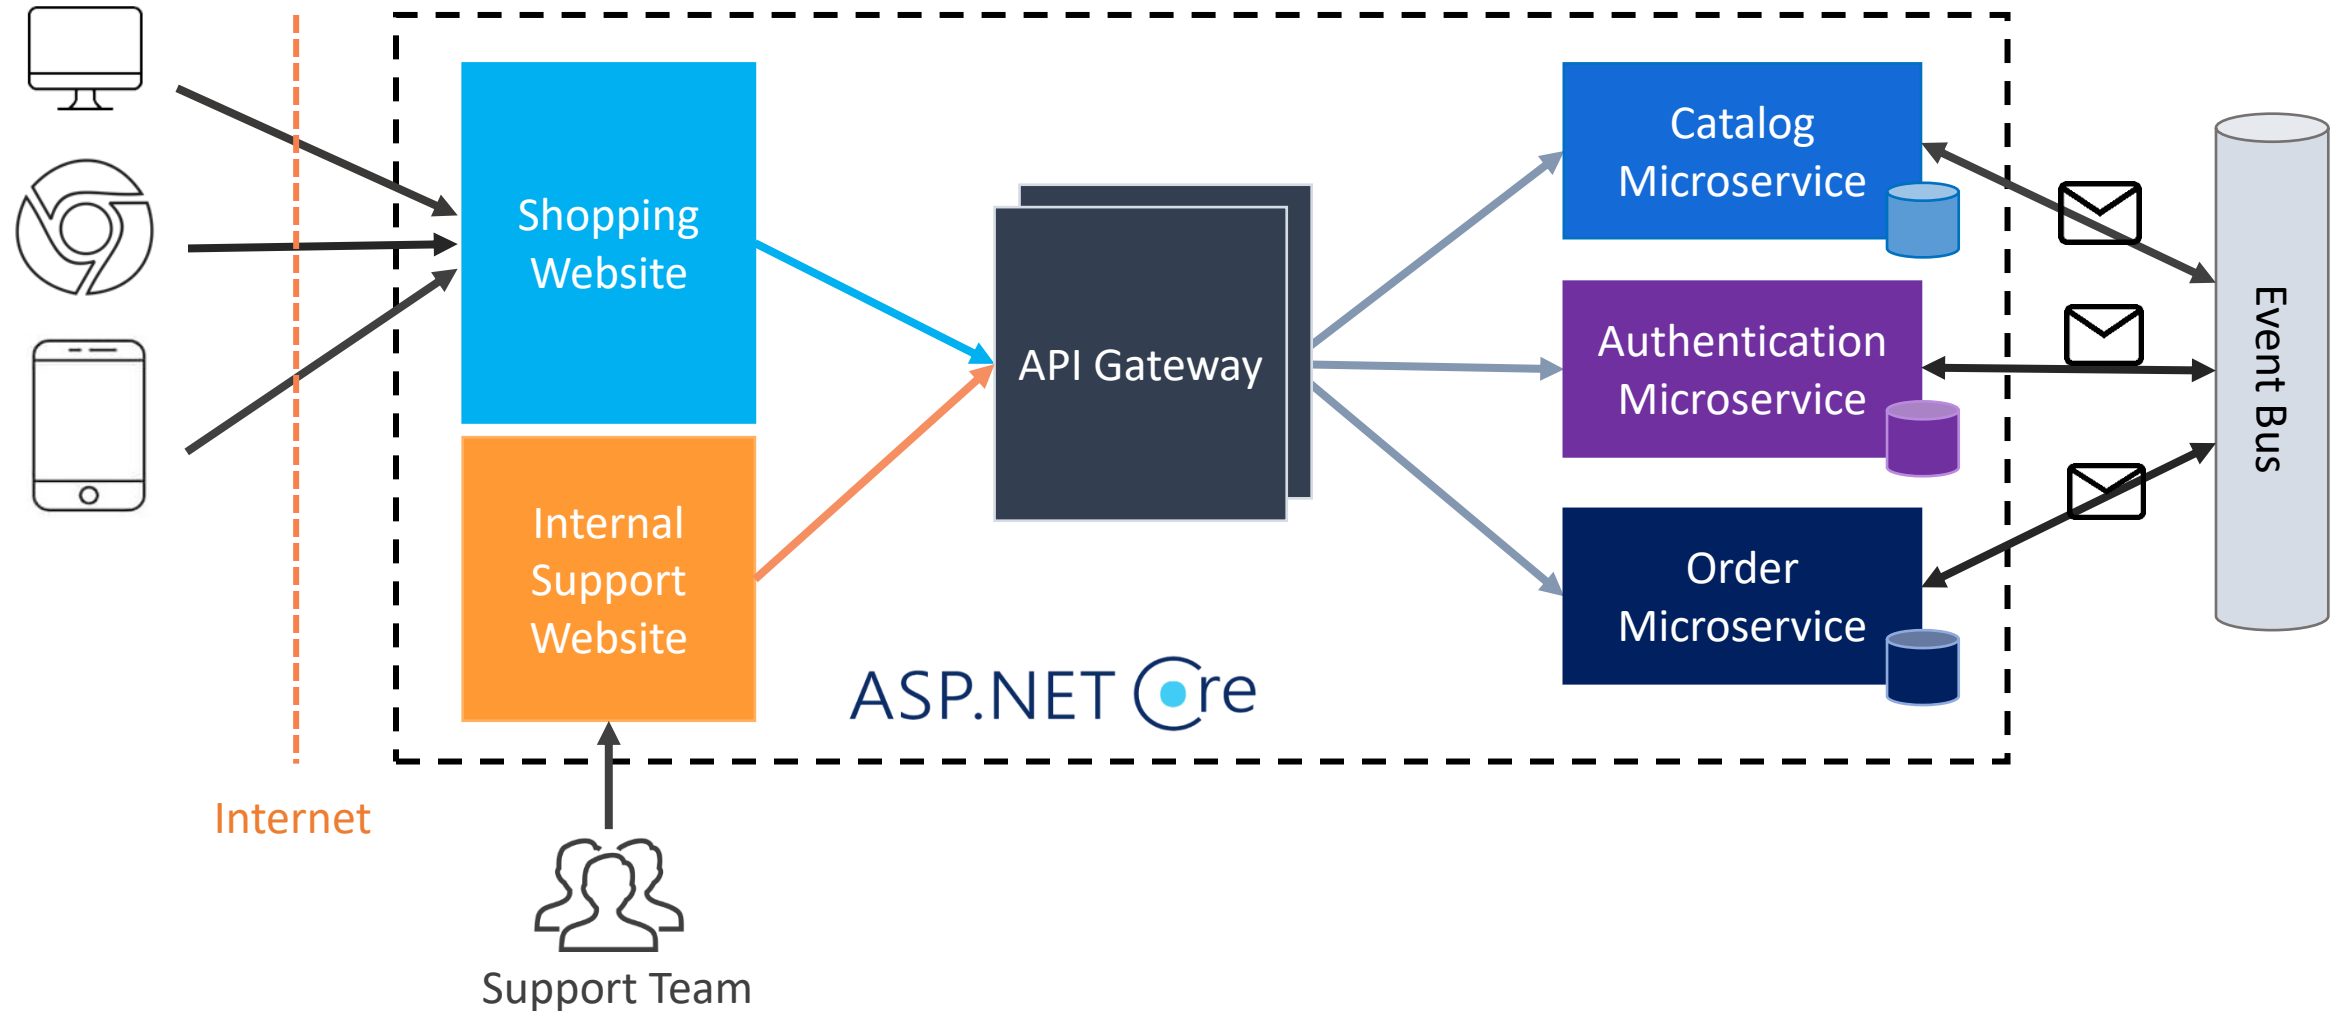 Shopping
Website
Internal
Support
Website
API Gateway
Catalog
Microservice
Authentication
Microservice
Order
Microservice
Event Bus
ASP.NET Core
Internet
Support Team